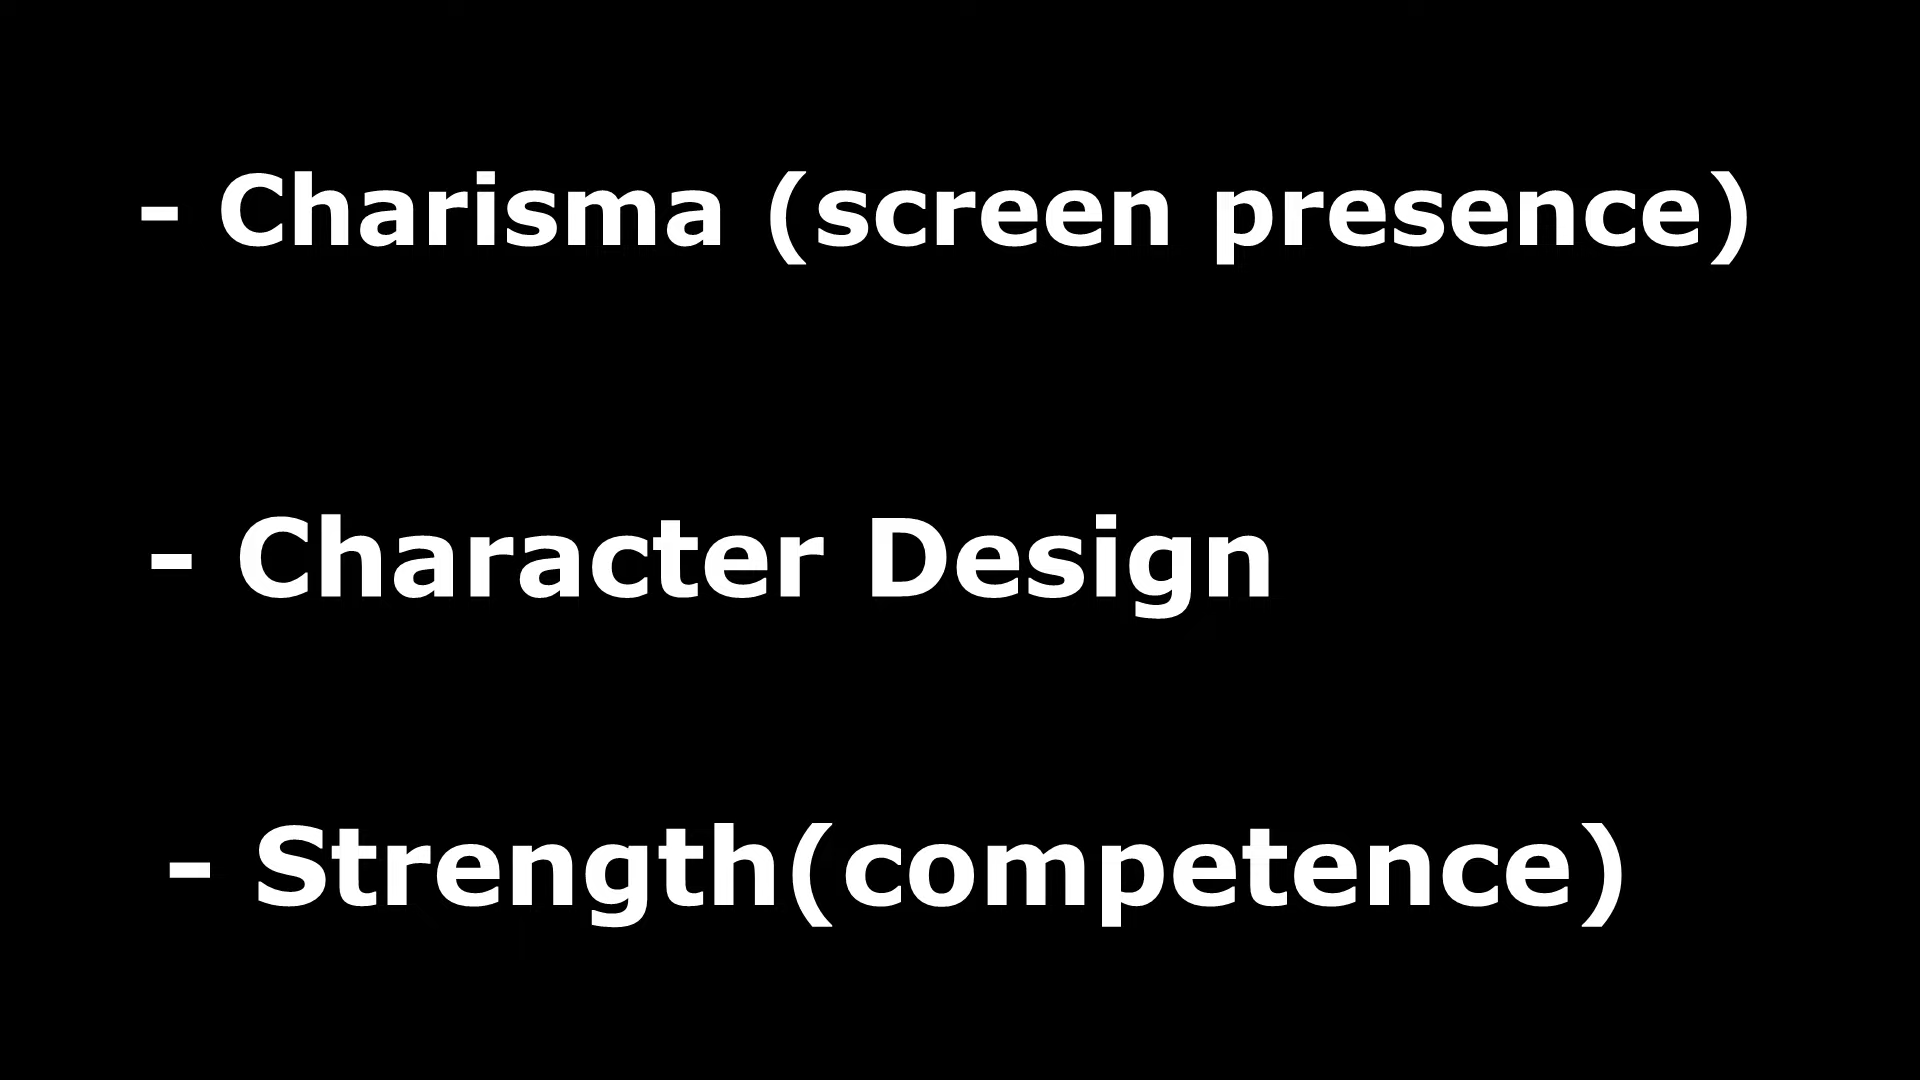 - Charisma (screen presence)
- Character Design
- Strength(competence)